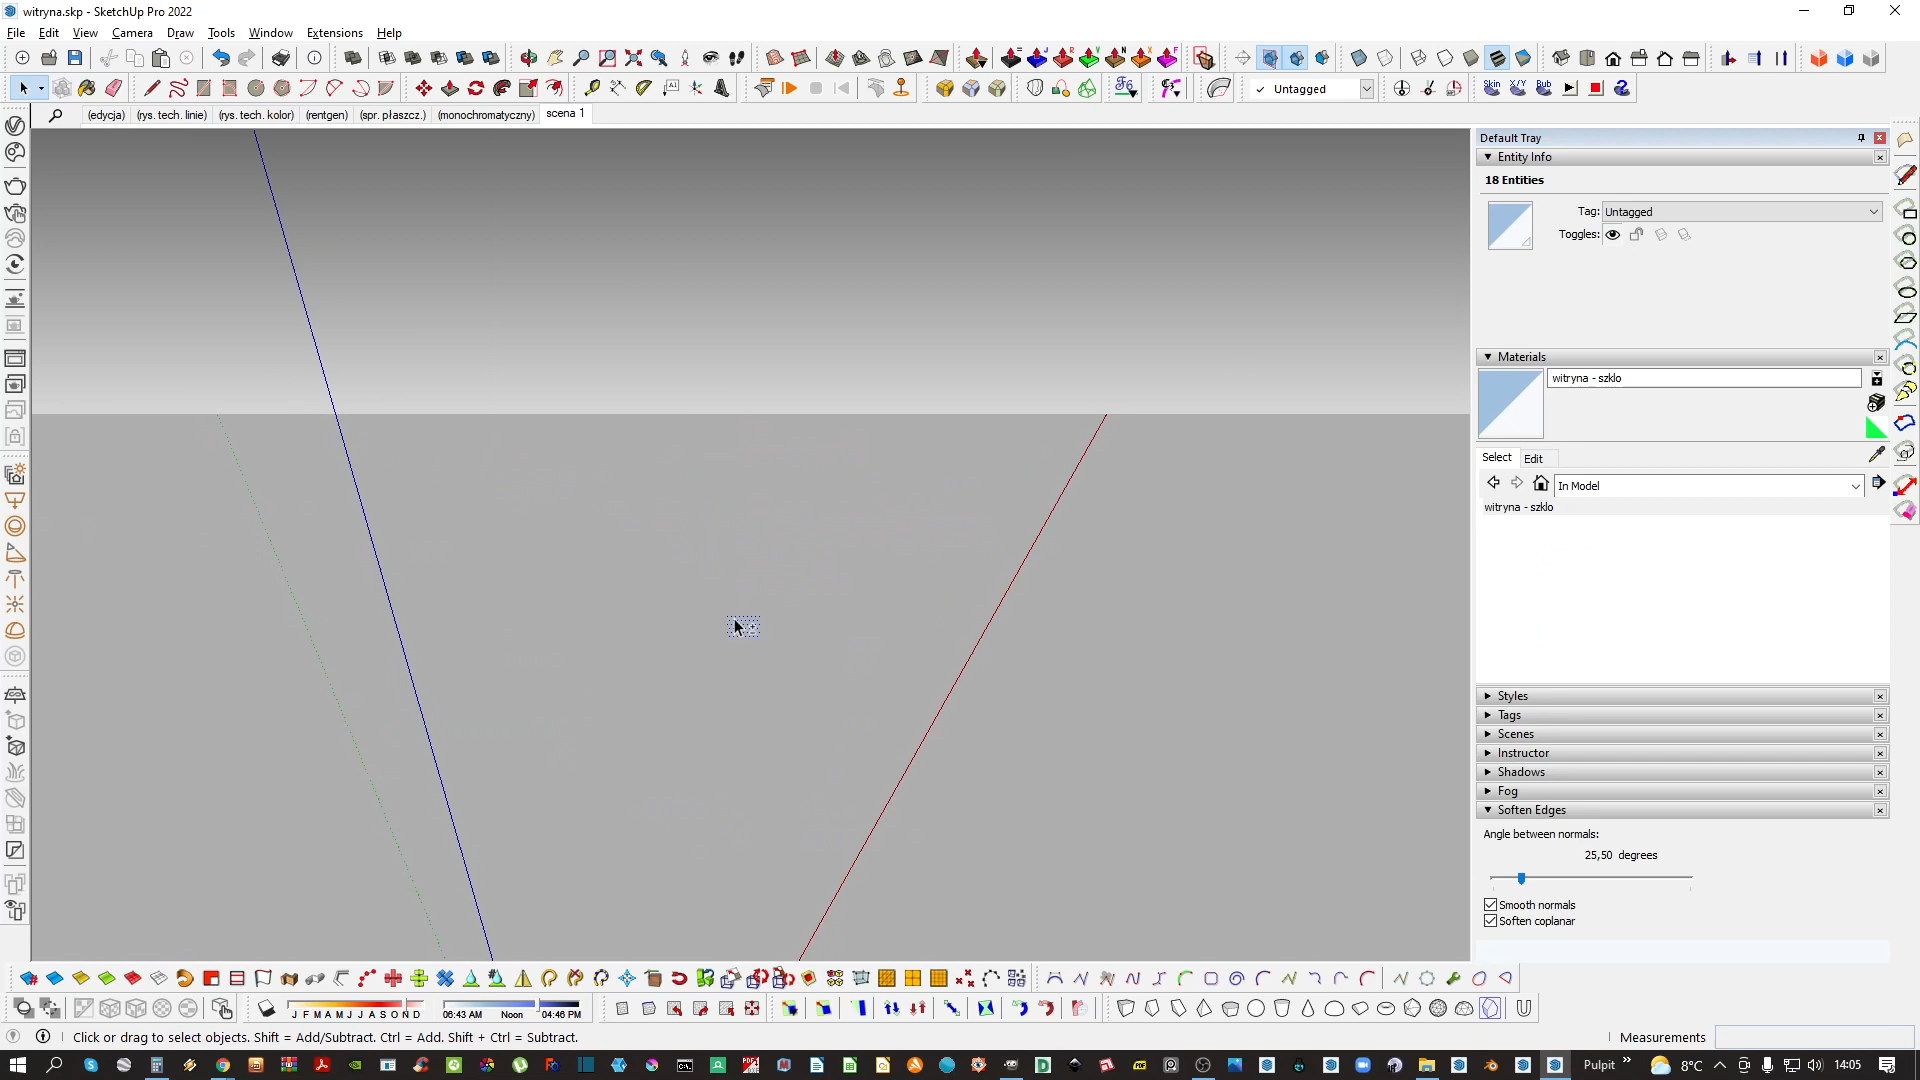 witryna.skp - SketchUp Pro 2022
File Edit View Camera Draw Tools Window Extensions Help
Untagged
Skin X/Y Bub
(edycja) (rys. tech. linie) (rys. tech. kolor) (rentgen) (spr. płaszcz.) (monochromatyczny) scena 1
Default Tray
Entity Info
18 Entities
Tag: Untagged
Toggles:
Materials
witryna - szklo
Select Edit
In Model
witryna - szklo
Styles
Tags
Scenes
Instructor
Shadows
Fog
Soften Edges
Angle between normals:
25,50 degrees
Smooth normals
Soften coplanar
J F M A M J J A S O N D 06:43 AM Noon 04:46 PM
Click or drag to select objects. Shift = Add/Subtract. Ctrl = Add. Shift + Ctrl = Subtract.
Measurements
Pulpit 8°C 14:05